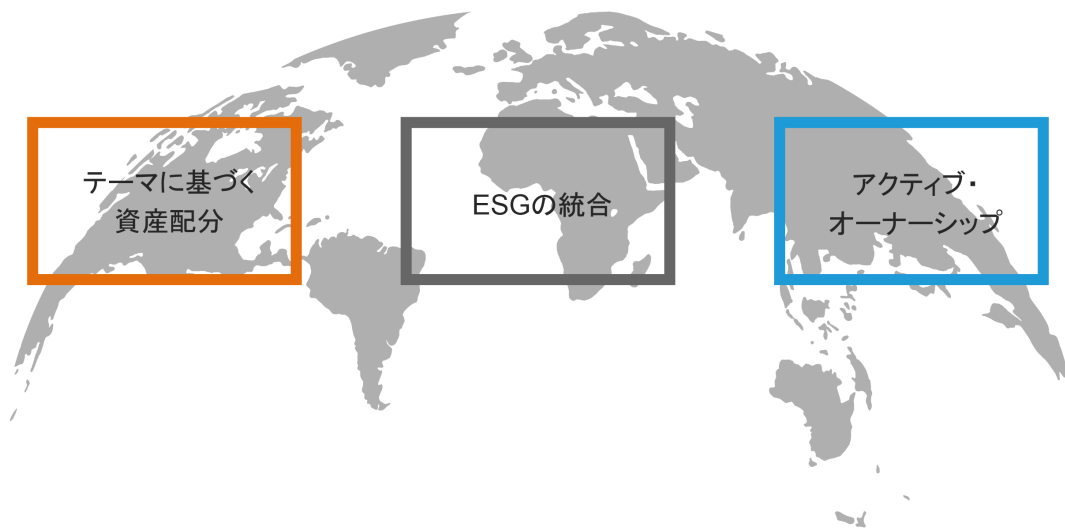 テーマに基づく
資産配分
ESGの統合
アクティブ・
オーナーシップ